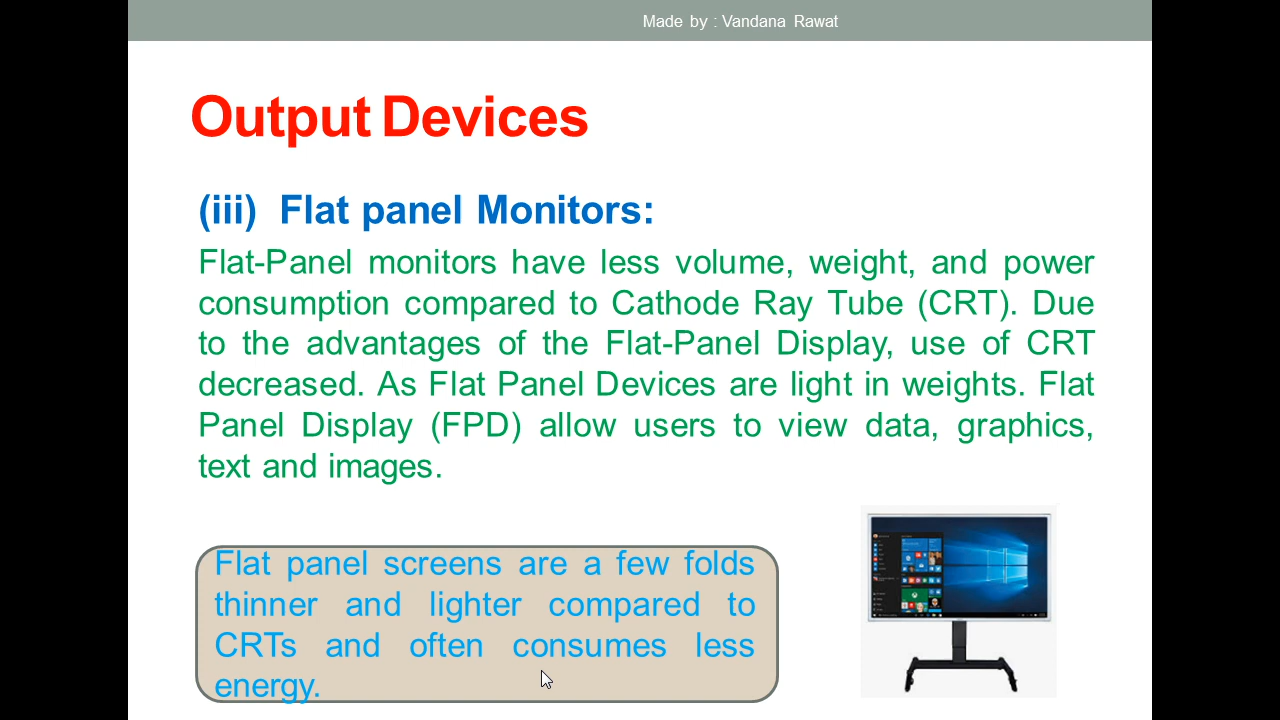 Made by : Vandana Rawat
Output Devices
(iii) Flat panel Monitors:
Flat-Panel monitors have less volume, weight, and power
consumption compared to Cathode Ray Tube (CRT). Due
to the advantages of the Flat-Panel Display, use of CRT
decreased. As Flat Panel Devices are light in weights. Flat
Panel Display (FPD) allow users to view data, graphics,
text and images.
Flat panel screens are a few folds
thinner and lighter compared to
CRTs and often consumes less
energy.